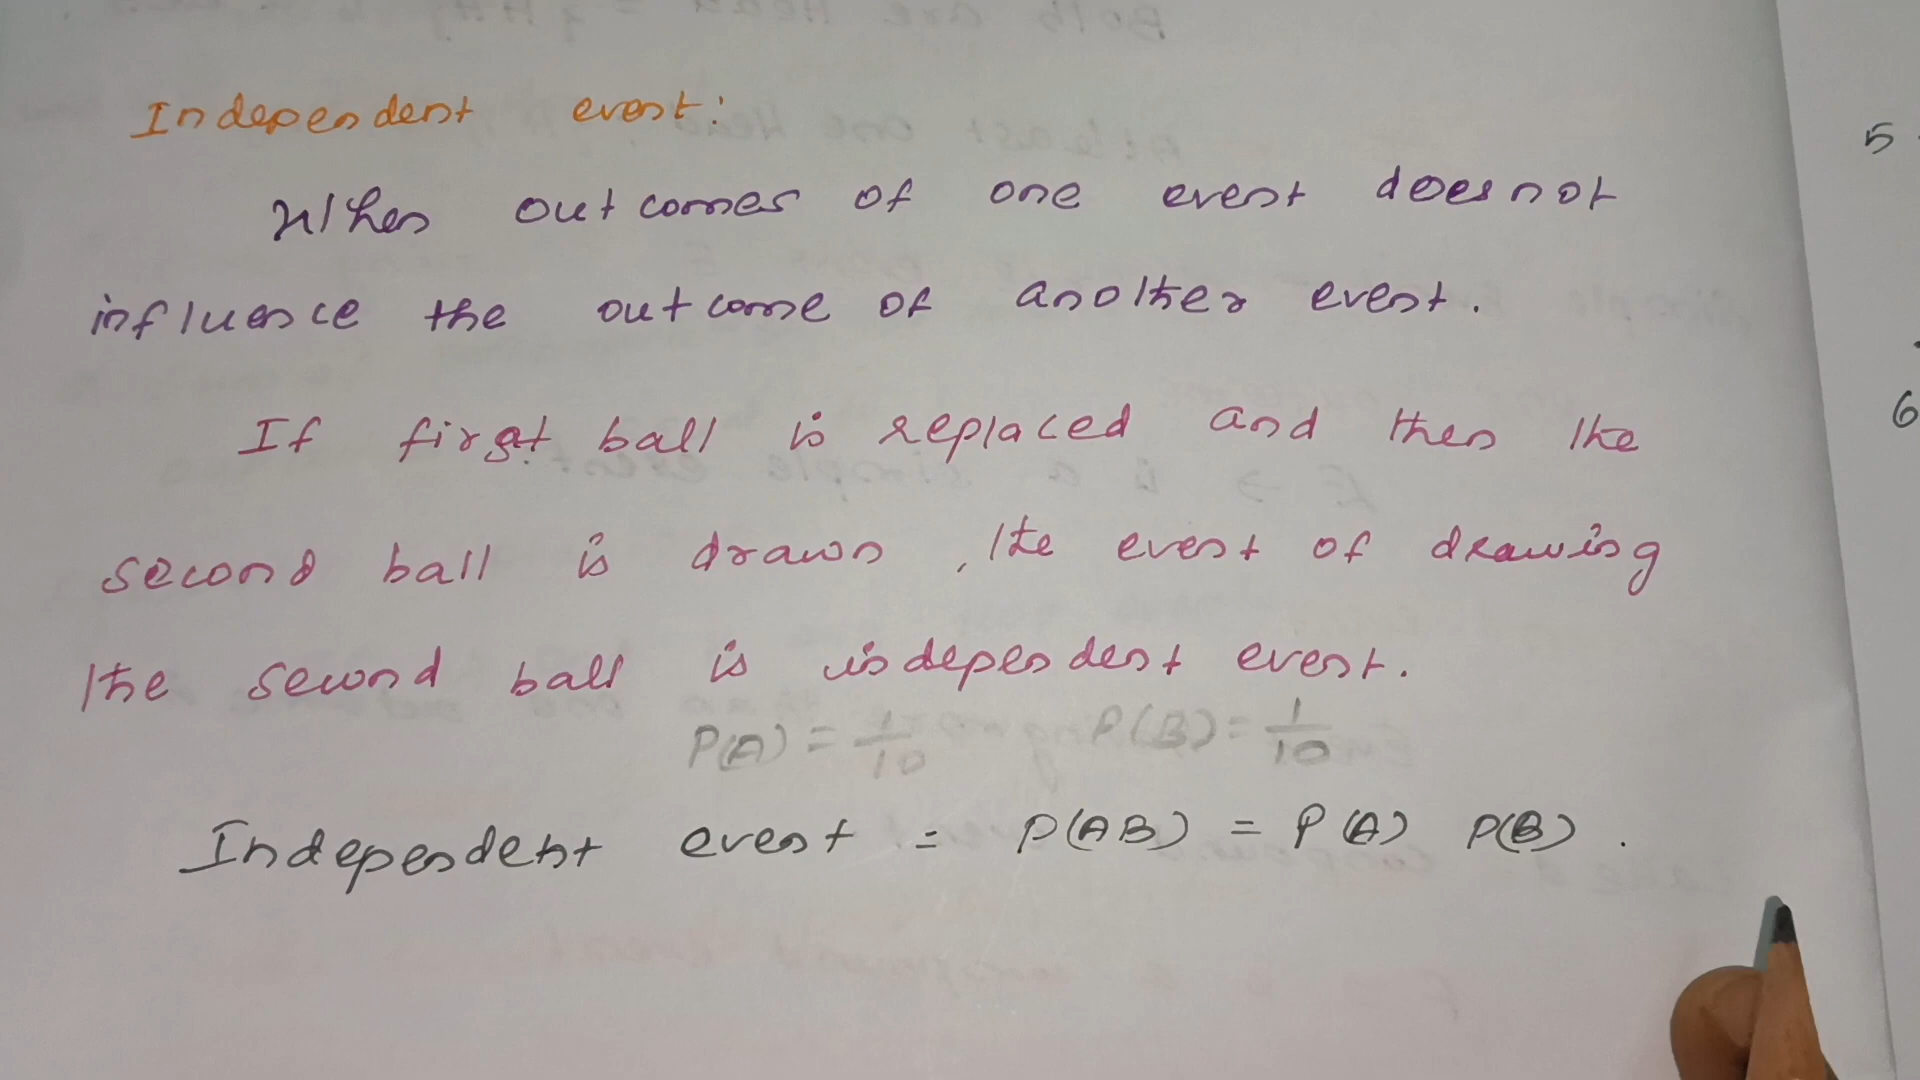 Independent event:
When outcomes of one event does not
influence the outcome of another event.
If first ball is replaced and then the
second ball is drawn, the event of drawing
the second ball is independent event.
P(A) = 1/10 P(B) = 1/10
Independent event = P(AB) = P(A) P(B).
5
6